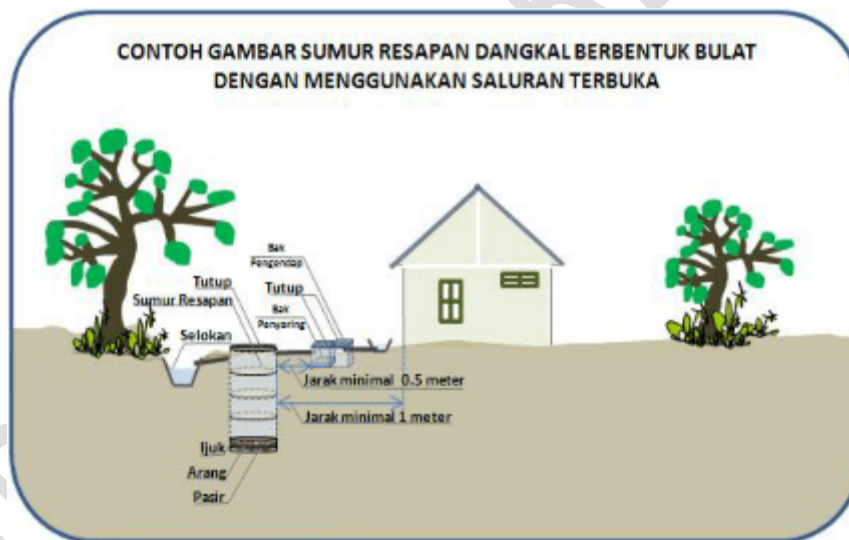 CONTOH GAMBAR SUMUR RESAPAN DANGKAL BERBENTUK BULAT
DENGAN MENGGUNAKAN SALURAN TERBUKA
Bak
Pengendap
Tutup
Sumur Resapan
Tutup
Bak
Penyaring
Selokan
Jarak minimal 0.5 meter
Jarak minimal 1 meter
Ijuk
Arang
Pasir